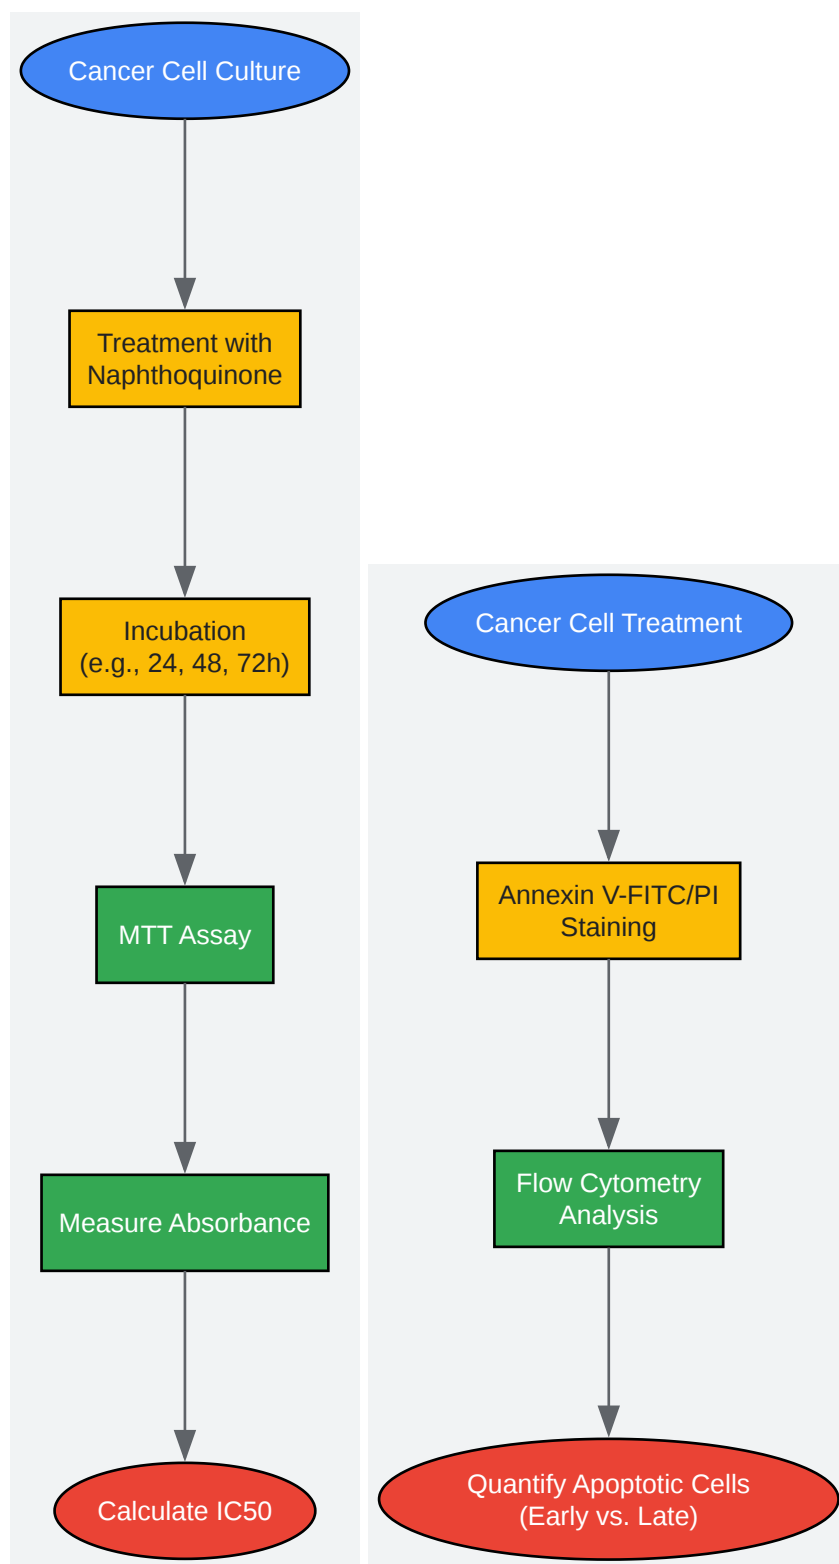 Cancer Cell Culture
Treatment with
Naphthoquinone
Incubation
(e.g., 24, 48, 72h)
MTT Assay
Measure Absorbance
Calculate IC50
Cancer Cell Treatment
Annexin V-FITC/PI
Staining
Flow Cytometry
Analysis
Quantify Apoptotic Cells
(Early vs. Late)